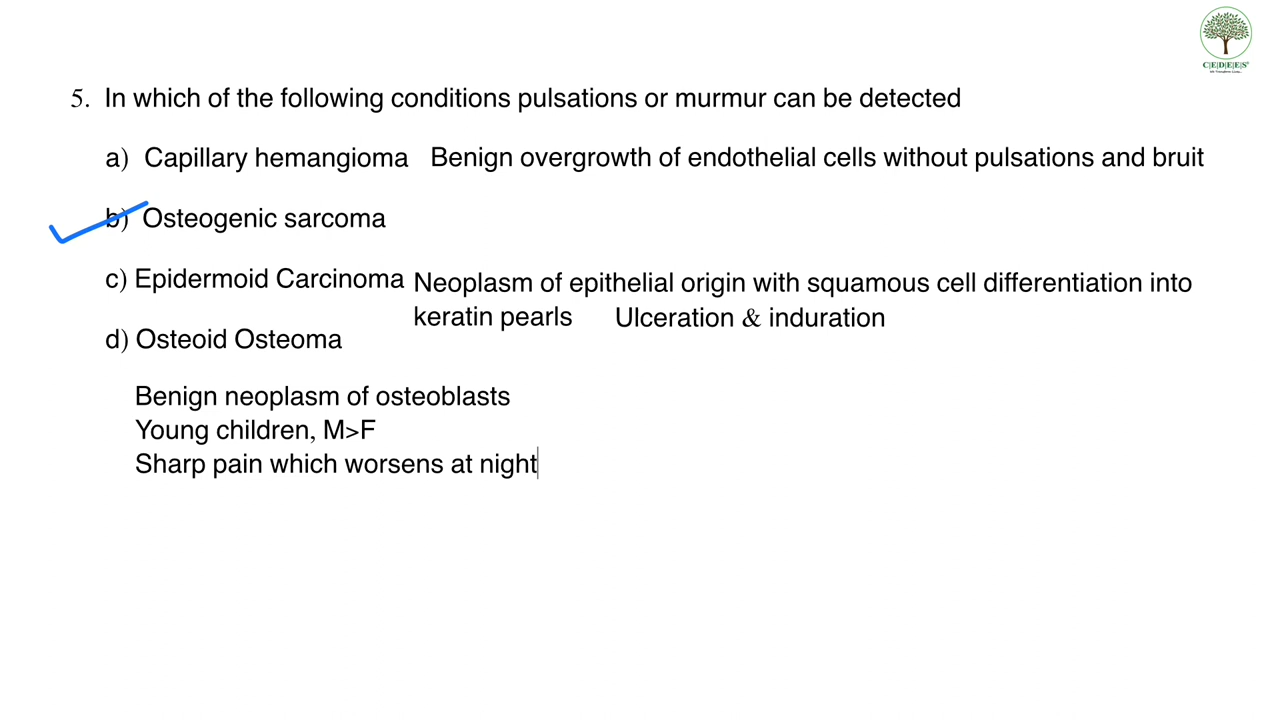 C|E|D|E|E|S
5. In which of the following conditions pulsations or murmur can be detected
a) Capillary hemangioma Benign overgrowth of endothelial cells without pulsations and bruit
b) Osteogenic sarcoma
c) Epidermoid Carcinoma Neoplasm of epithelial origin with squamous cell differentiation into
keratin pearls Ulceration & induration
d) Osteoid Osteoma
Benign neoplasm of osteoblasts
Young children, M>F
Sharp pain which worsens at night